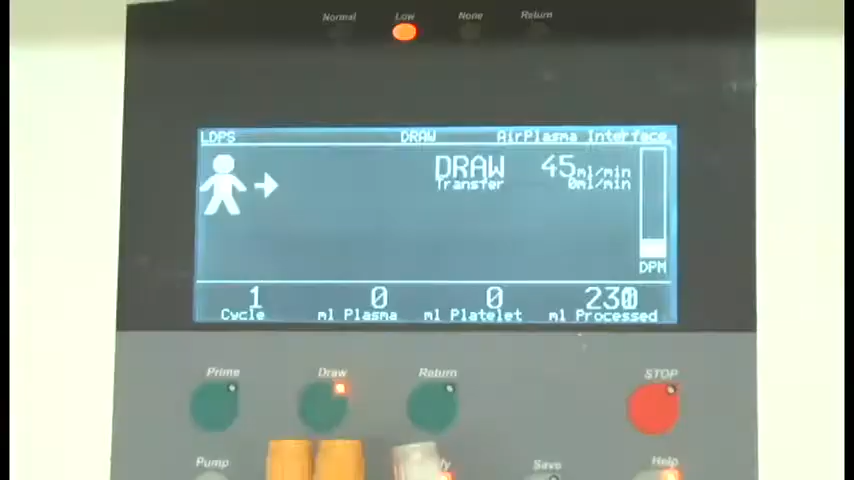 Normal Low None Return
LDPS DRAW AirPlasma Interface
DRAW 45ml/min
Transfer 0ml/min
DPM
1 0 0
Cycle ml Plasma ml Platelet ml Processed
Prime Draw Return STOP
Pump Save Help